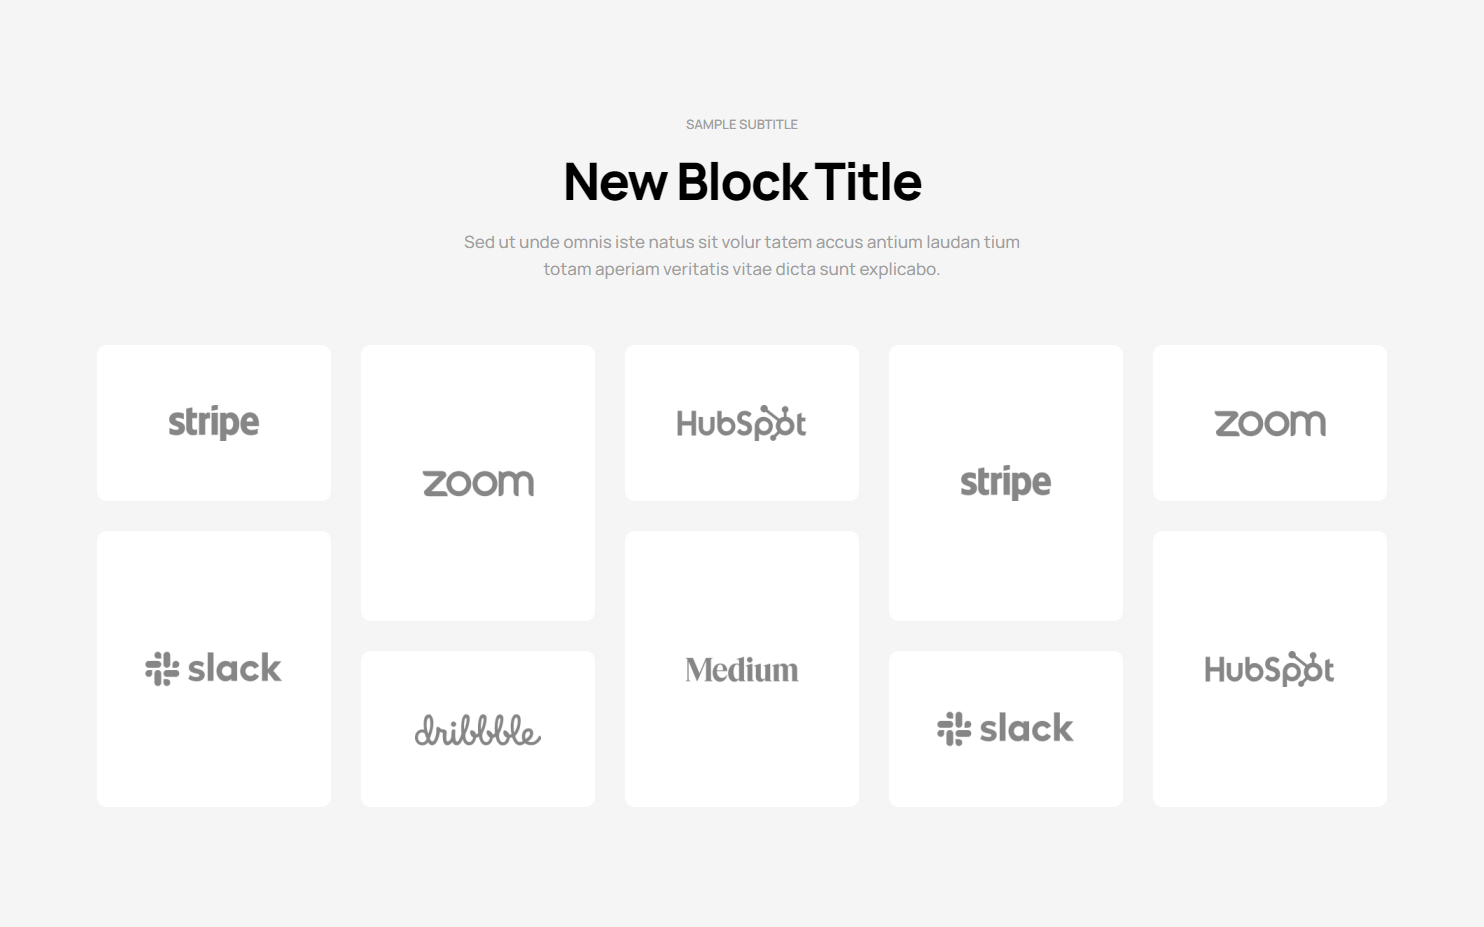 SAMPLE SUBTITLE
New Block Title
Sed ut unde omnis iste natus sit volur tatem accus antium laudan tium
totam aperiam veritatis vitae dicta sunt explicabo.
stripe
zoom
HubSpot
stripe
zoom
slack
dribbble
Medium
slack
HubSpot